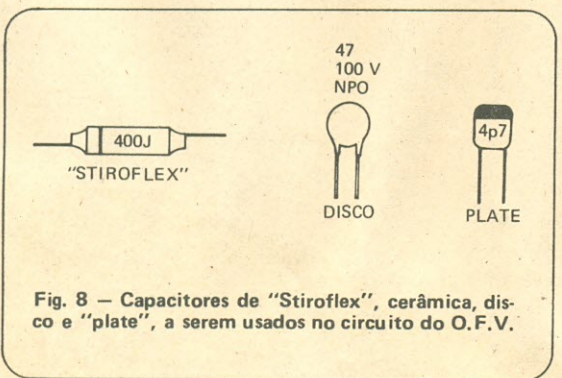 47
100 V
NPO
400J
4p7
"STIROFLEX"
DISCO
PLATE
Fig. 8 — Capacitores de "Stiroflex", cerâmica, dis-
co e "plate", a serem usados no circuito do O.F.V.